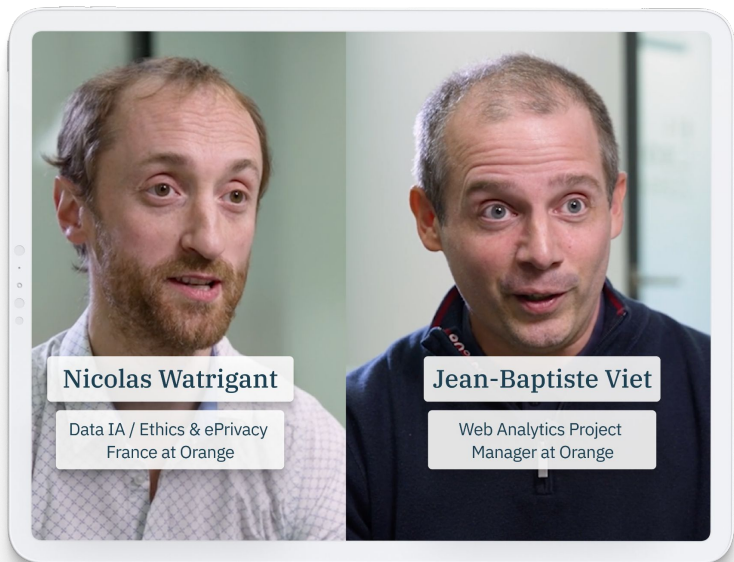 Nicolas Watrigant
Data IA / Ethics & ePrivacy
France at Orange
Jean-Baptiste Viet
Web Analytics Project
Manager at Orange